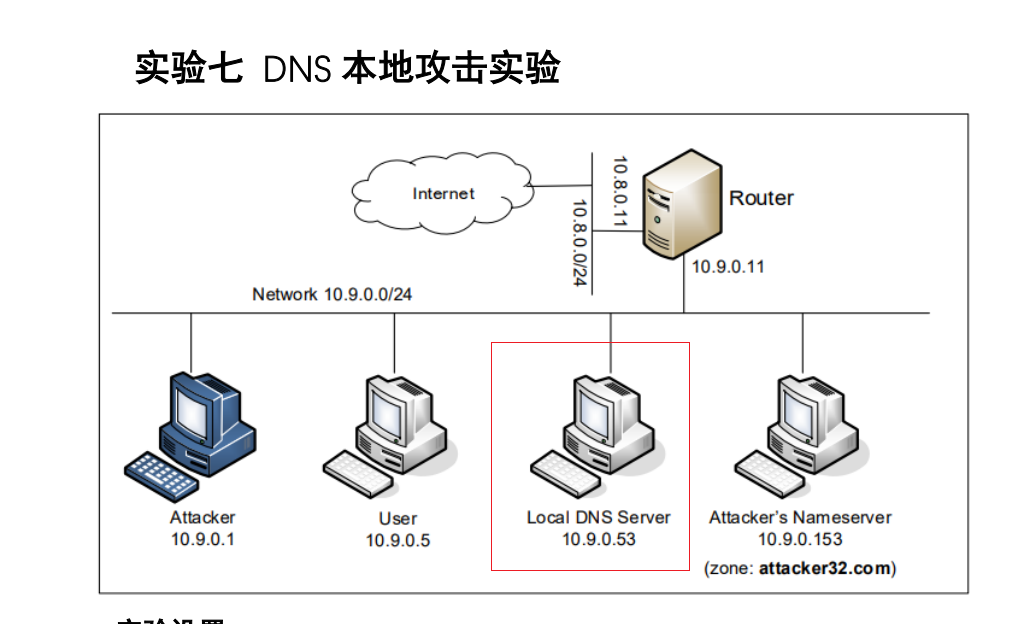 实验七 DNS 本地攻击实验
Internet
10.8.0.11
10.8.0.0/24
Router
10.9.0.11
Network 10.9.0.0/24
Attacker
10.9.0.1
User
10.9.0.5
Local DNS Server
10.9.0.53
Attacker's Nameserver
10.9.0.153
(zone: attacker32.com)